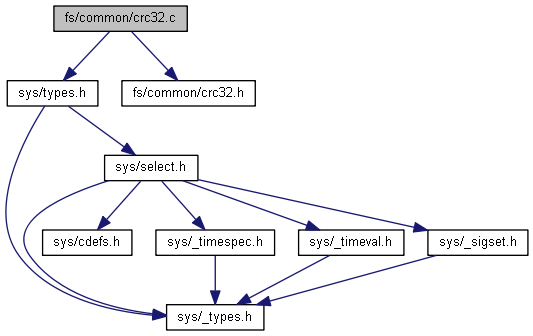 fs/common/crc32.c
sys/types.h
fs/common/crc32.h
sys/select.h
sys/cdefs.h
sys/_timespec.h
sys/_timeval.h
sys/_sigset.h
sys/_types.h